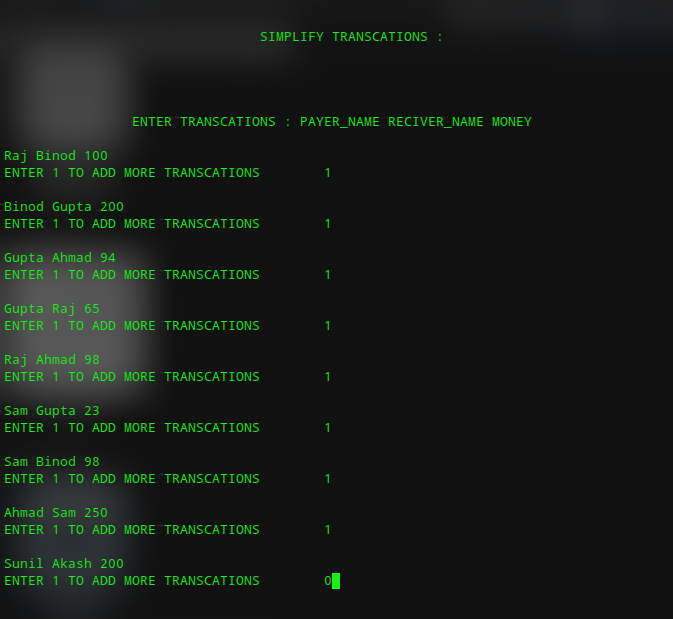 SIMPLIFY TRANSCATIONS :
ENTER TRANSCATIONS : PAYER_NAME RECIVER_NAME MONEY
Raj Binod 100
ENTER 1 TO ADD MORE TRANSCATIONS 1
Binod Gupta 200
ENTER 1 TO ADD MORE TRANSCATIONS 1
Gupta Ahmad 94
ENTER 1 TO ADD MORE TRANSCATIONS 1
Gupta Raj 65
ENTER 1 TO ADD MORE TRANSCATIONS 1
Raj Ahmad 98
ENTER 1 TO ADD MORE TRANSCATIONS 1
Sam Gupta 23
ENTER 1 TO ADD MORE TRANSCATIONS 1
Sam Binod 98
ENTER 1 TO ADD MORE TRANSCATIONS 1
Ahmad Sam 250
ENTER 1 TO ADD MORE TRANSCATIONS 1
Sunil Akash 200
ENTER 1 TO ADD MORE TRANSCATIONS 0